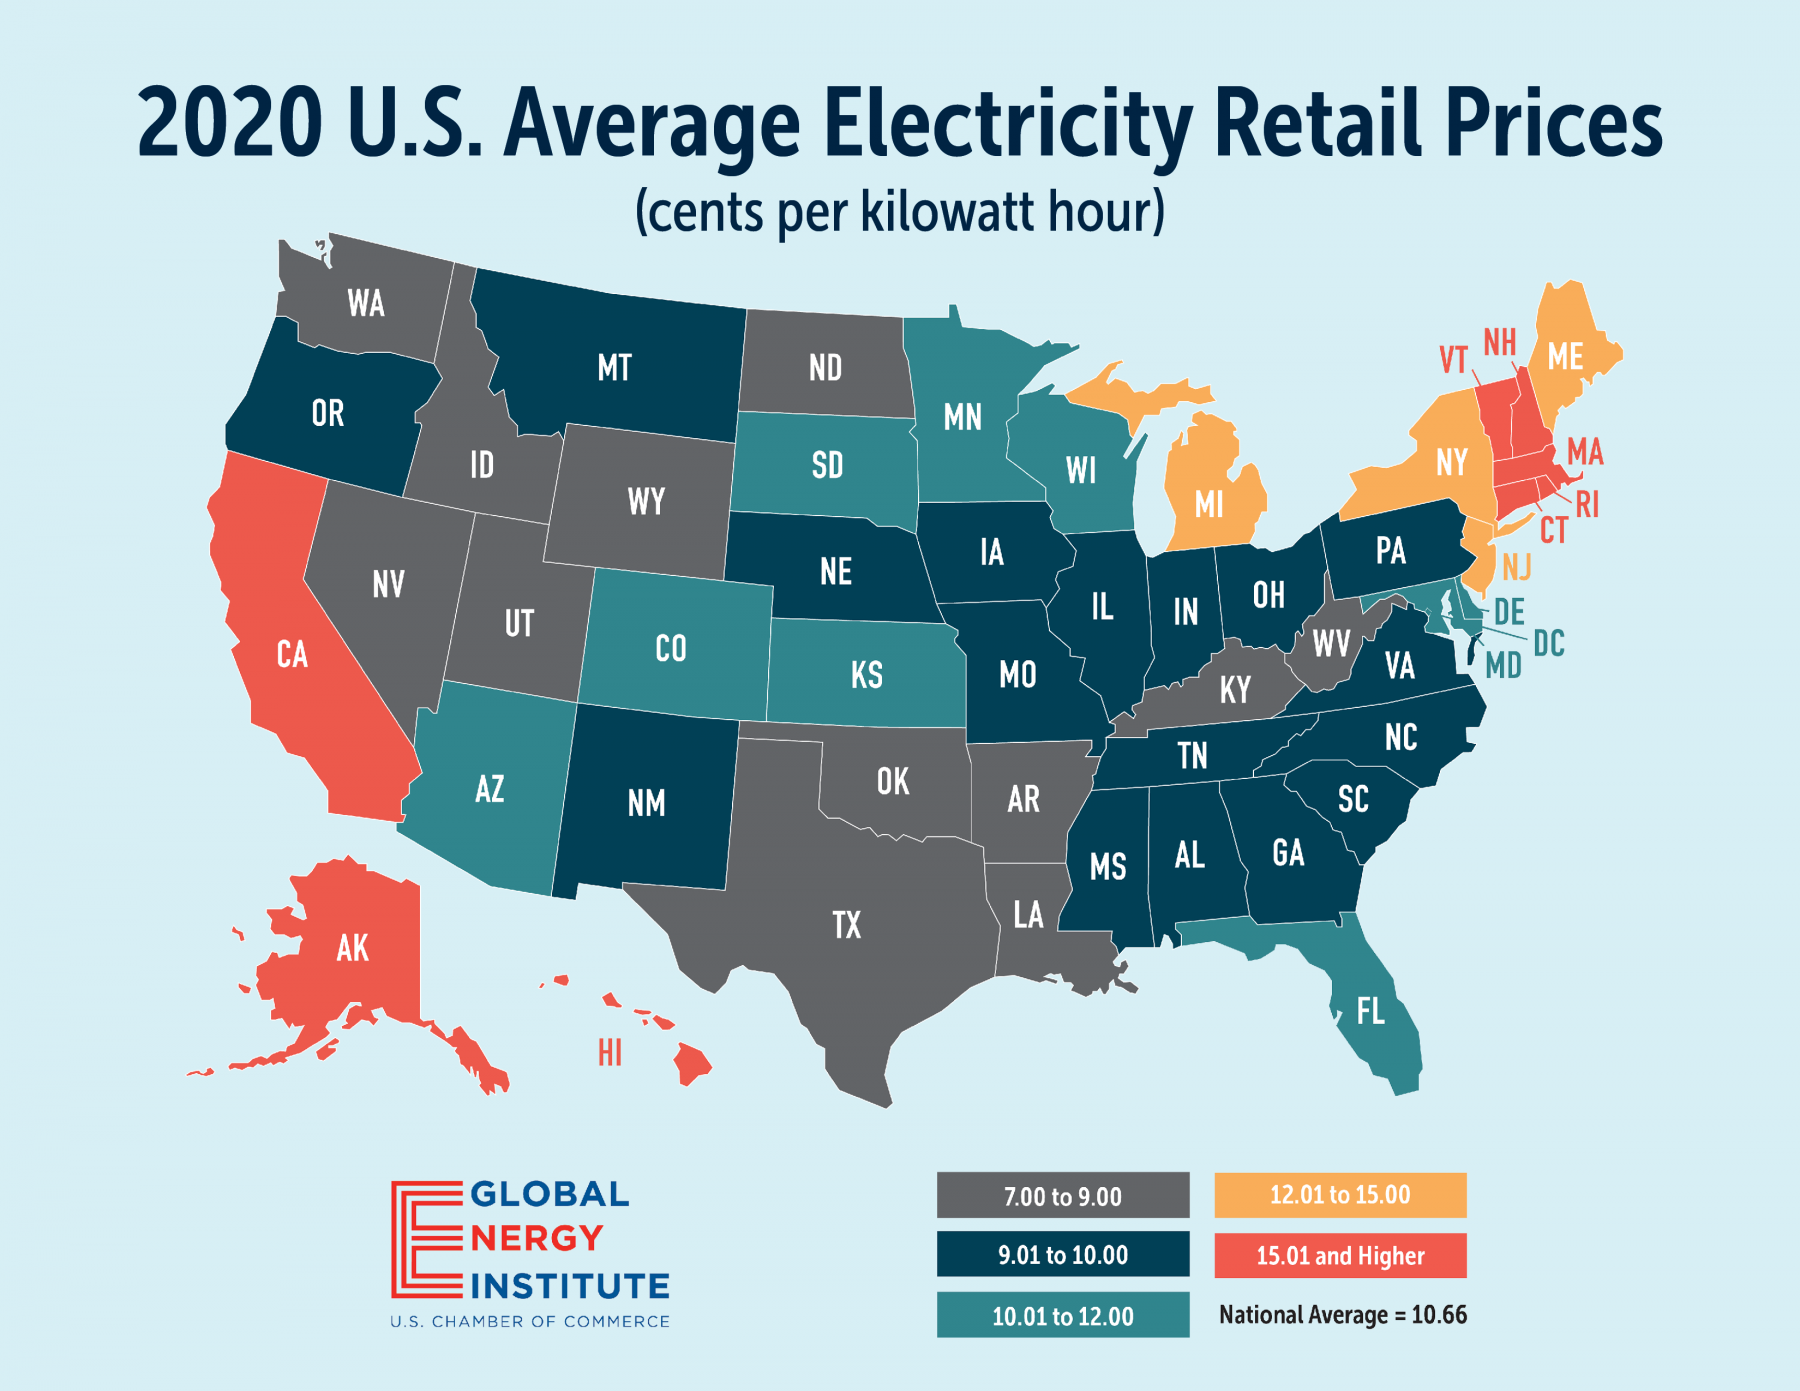 2020 U.S. Average Electricity Retail Prices
(cents per kilowatt hour)
WA
MT
ND
MN
VT
NH
ME
OR
ID
SD
WI
MI
NY
MA
RI
CT
WY
NE
IA
PA
NJ
NV
UT
CO
KS
MO
IL
IN
OH
WV
VA
DE
DC
MD
CA
KY
AZ
NM
OK
AR
TN
NC
SC
TX
LA
MS
AL
GA
FL
AK
HI
GLOBAL
ENERGY
INSTITUTE
U.S. CHAMBER OF COMMERCE
7.00 to 9.00
9.01 to 10.00
10.01 to 12.00
12.01 to 15.00
15.01 and Higher
National Average = 10.66